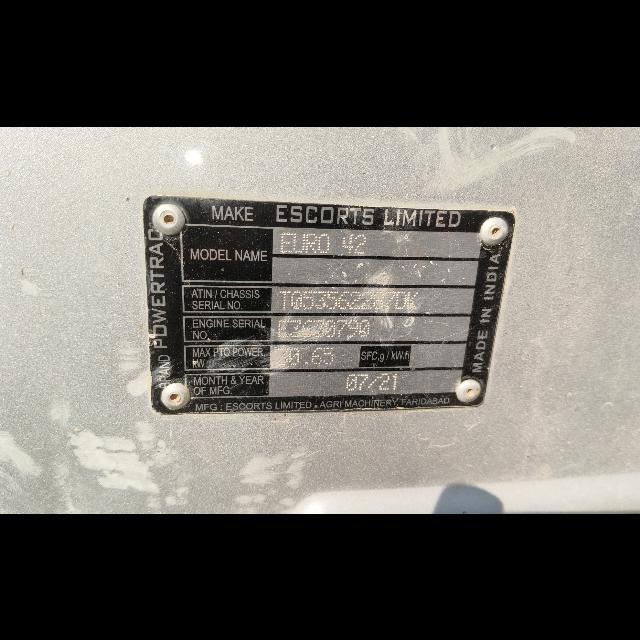 MAKE ESCORTS LIMITED
MODEL NAME EURO 42
ATIN / CHASSIS
SERIAL NO.
ENGINE SERIAL
NO.
MAX PTO POWER
kW SFC,g / kW.h
MONTH & YEAR
OF MFG. 07/21
MFG : ESCORTS LIMITED - AGRI MACHINERY, FARIDABAD
BRAND POWERTRAC
MADE IN INDIA